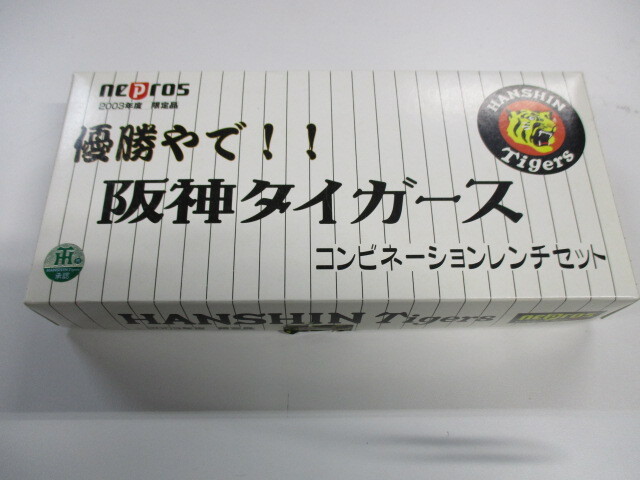 nepros
2003年度 限定品
HANSHIN
Tigers
優勝やで!!
阪神タイガース
コンビネーションレンチセット
承認
HANSHIN Tigers
nepros